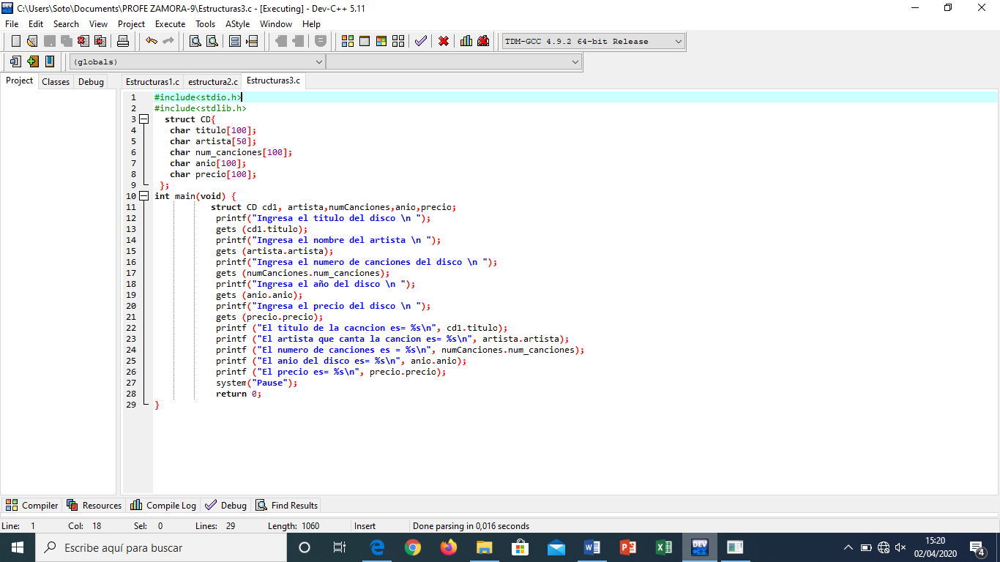 C:\Users\Soto\Documents\PROFE ZAMORA-9\Estructuras3.c - [Executing] - Dev-C++ 5.11
File Edit Search View Project Execute Tools AStyle Window Help
TDM-GCC 4.9.2 64-bit Release
(globals)
Project Classes Debug Estructuras1.c estructura2.c Estructuras3.c
1 #include<stdio.h>
2 #include<stdlib.h>
3 struct CD{
4 char titulo[100];
5 char artista[50];
6 char num_canciones[100];
7 char anio[100];
8 char precio[100];
9 };
10 int main(void) {
11 struct CD cd1, artista,numCanciones,anio,precio;
12 printf("Ingresa el titulo del disco \n ");
13 gets (cd1.titulo);
14 printf("Ingresa el nombre del artista \n ");
15 gets (artista.artista);
16 printf("Ingresa el numero de canciones del disco \n ");
17 gets (numCanciones.num_canciones);
18 printf("Ingresa el año del disco \n ");
19 gets (anio.anio);
20 printf("Ingresa el precio del disco \n ");
21 gets (precio.precio);
22 printf ("El titulo de la cacncion es= %s\n", cd1.titulo);
23 printf ("El artista que canta la cancion es= %s\n", artista.artista);
24 printf ("El numero de canciones es = %s\n", numCanciones.num_canciones);
25 printf ("El anio del disco es= %s\n", anio.anio);
26 printf ("El precio es= %s\n", precio.precio);
27 system("Pause");
28 return 0;
29 }
Compiler Resources Compile Log Debug Find Results
Line: 1 Col: 18 Sel: 0 Lines: 29 Length: 1060 Insert Done parsing in 0,016 seconds
Escribe aquí para buscar
DEV
15:20
02/04/2020
4